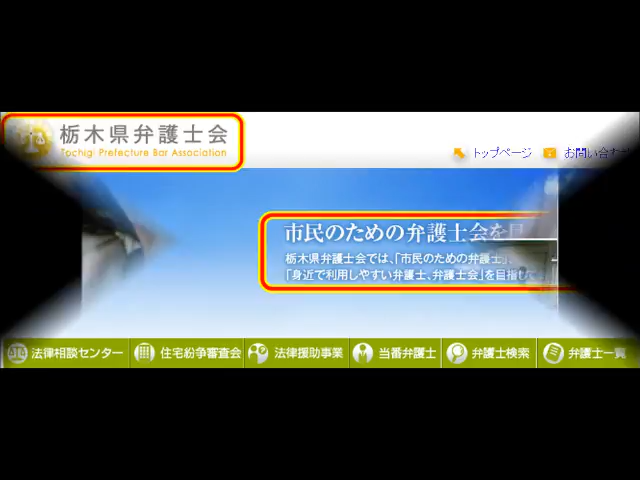 栃木県弁護士会
Tochigi Prefecture Bar Association
トップページ
お問い合わせ
市民のための弁護士会を目
栃木県弁護士会では、「市民のための弁護士」、
「身近で利用しやすい弁護士、弁護士会」を目指して
法律相談センター
住宅紛争審査会
法律援助事業
当番弁護士
弁護士検索
弁護士一覧